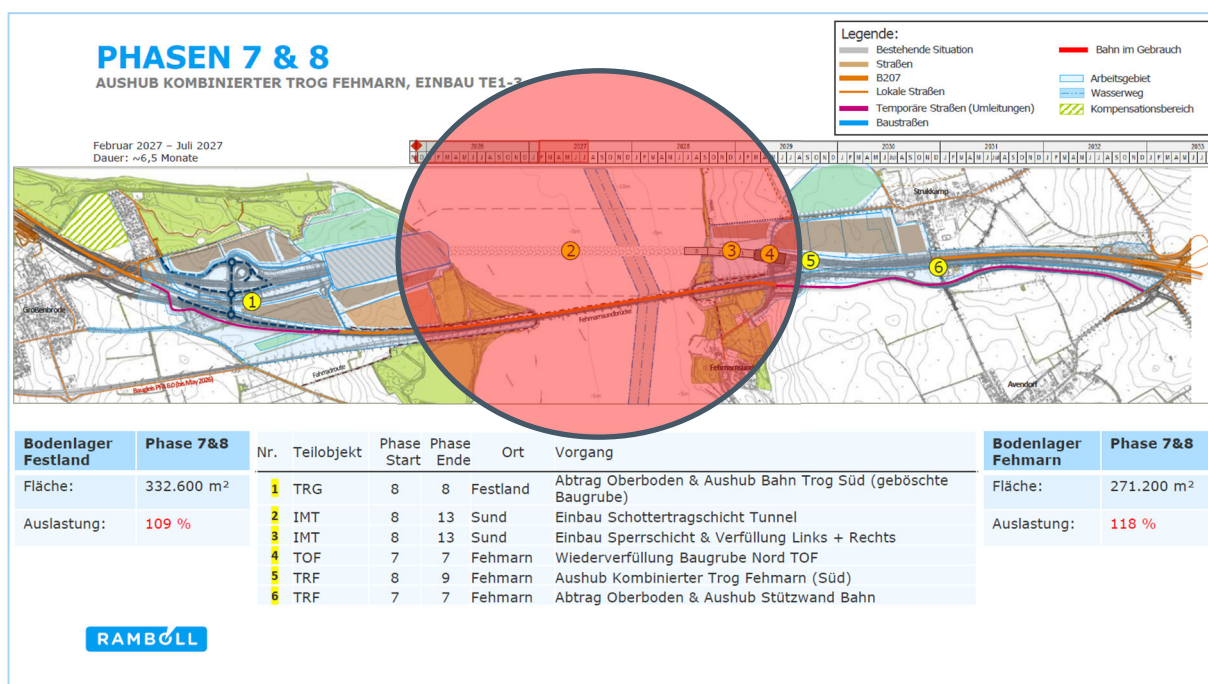 PHASEN 7 & 8
AUSHUB KOMBINIERTER TROG FEHMARN, EINBAU TE1-3
Februar 2027 – Juli 2027
Dauer: ~6,5 Monate
Legende:
Bestehende Situation
Straßen
B207
Lokale Straßen
Temporäre Straßen (Umleitungen)
Baustraßen
Bahn im Gebrauch
Arbeitsgebiet
Wasserweg
Kompensationsbereich
2026 2027 2028 2029 2030 2031 2032 2033
Strukkamp
Großenbrode
Fehmarnsundbrücke
Fahrradroute
Avendorf
1
2
3
4
5
6
Bodenlager Festland Phase 7&8
Fläche: 332.600 m²
Auslastung: 109 %
Nr. Teilobjekt Phase Start Phase Ende Ort Vorgang
1 TRG 8 8 Festland Abtrag Oberboden & Aushub Bahn Trog Süd (geböschte Baugrube)
2 IMT 8 13 Sund Einbau Schottertragschicht Tunnel
3 IMT 8 13 Sund Einbau Sperrschicht & Verfüllung Links + Rechts
4 TOF 7 7 Fehmarn Wiederverfüllung Baugrube Nord TOF
5 TRF 8 9 Fehmarn Aushub Kombinierter Trog Fehmarn (Süd)
6 TRF 7 7 Fehmarn Abtrag Oberboden & Aushub Stützwand Bahn
Bodenlager Fehmarn Phase 7&8
Fläche: 271.200 m²
Auslastung: 118 %
RAMBOLL